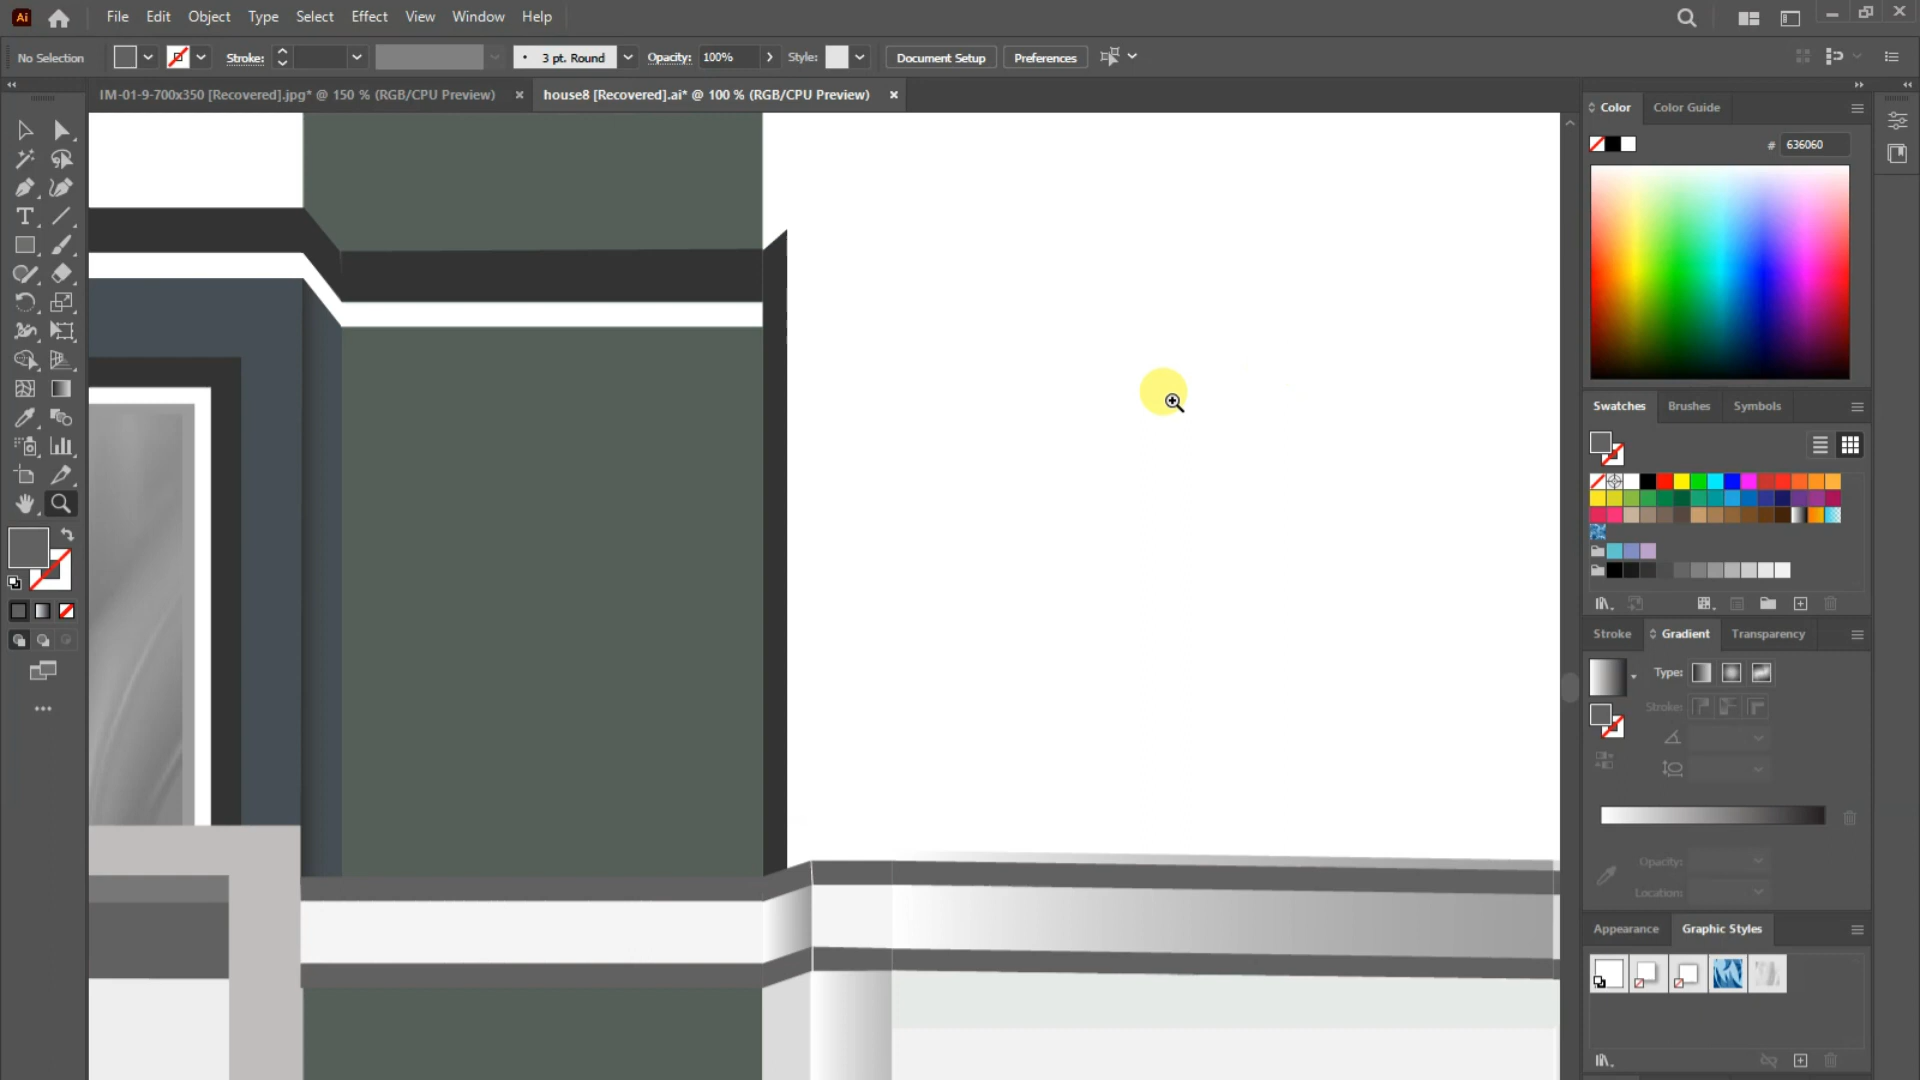 Ai File Edit Object Type Select Effect View Window Help
No Selection Stroke: 3 pt. Round Opacity: 100% Style: Document Setup Preferences
IM-01-9-700x350 [Recovered].jpg* @ 150 % (RGB/CPU Preview) × house8 [Recovered].ai* @ 100 % (RGB/CPU Preview) ×
Color Color Guide
# 636060
Swatches Brushes Symbols
Stroke Gradient Transparency
Type:
Stroke:
Opacity:
Location:
Appearance Graphic Styles